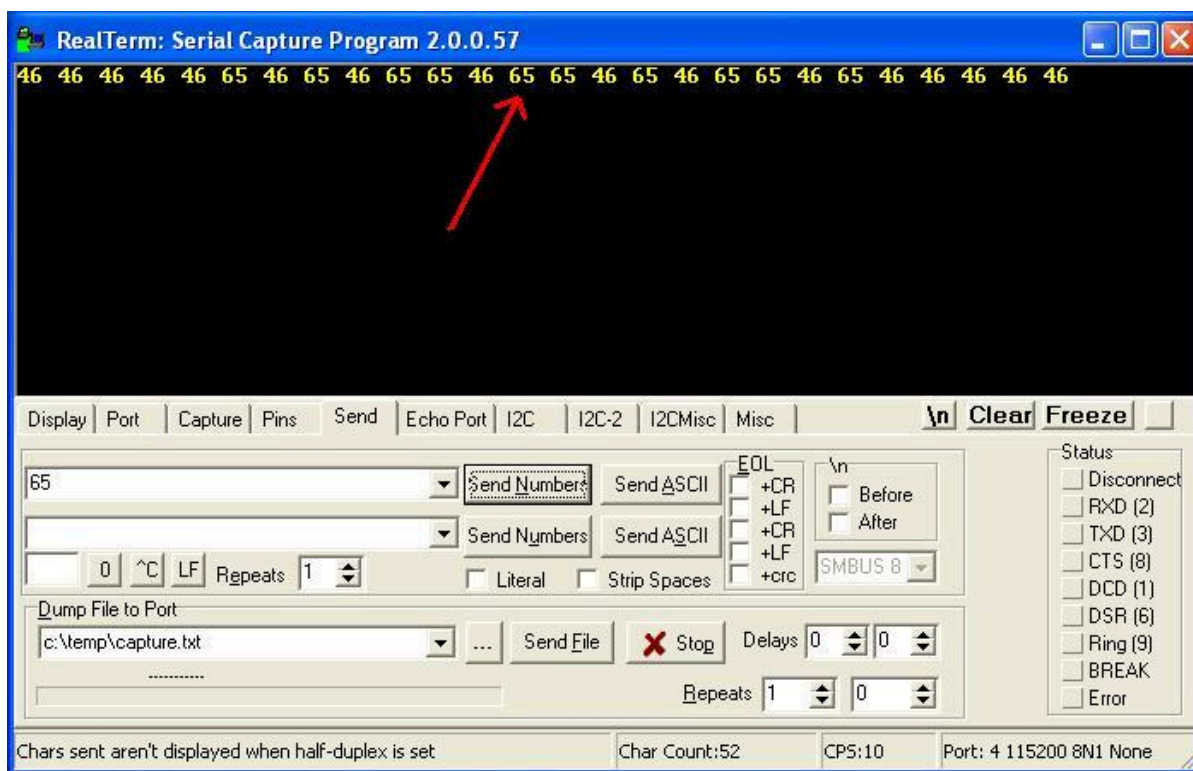 RealTerm: Serial Capture Program 2.0.0.57
46 46 46 46 46 65 46 65 46 65 65 46 65 65 46 65 46 65 65 46 65 46 46 46 46 46
Display Port Capture Pins Send Echo Port I2C I2C-2 I2CMisc Misc \n Clear Freeze
Status
65 Send Numbers Send ASCII
EOL
+CR
+LF
+CR
+LF
+crc
\n
Before
After
Send Numbers Send ASCII
0 ^C LF Repeats 1 Literal Strip Spaces
SMBUS 8
Dump File to Port
c:\temp\capture.txt ... Send File Stop Delays 0 0
-----------
Repeats 1 0
Disconnect
RXD (2)
TXD (3)
CTS (8)
DCD (1)
DSR (6)
Ring (9)
BREAK
Error
Chars sent aren't displayed when half-duplex is set Char Count:52 CPS:10 Port: 4 115200 8N1 None